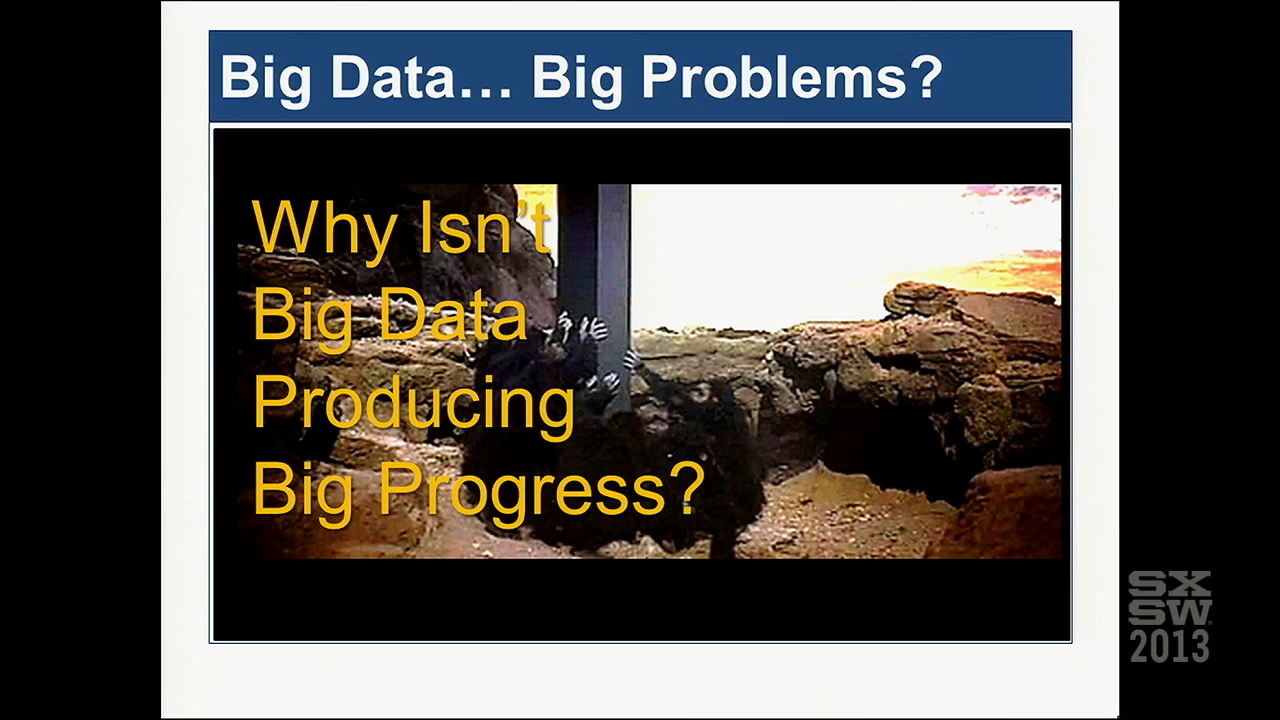 Big Data… Big Problems?
Why Isn't
Big Data
Producing
Big Progress?
SX
SW
2013